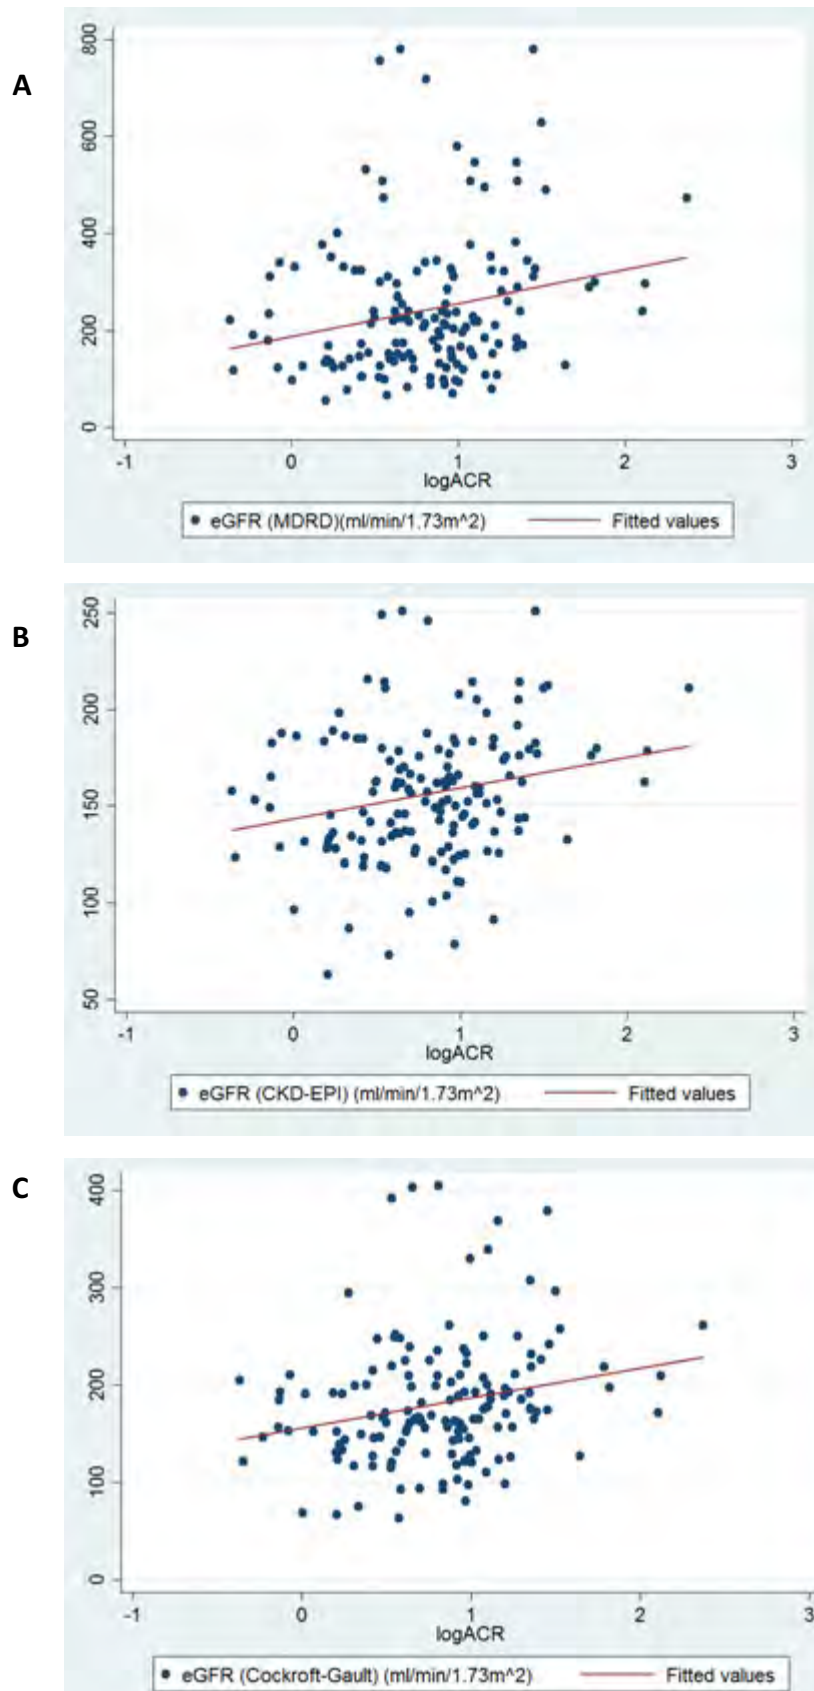 A
800
600
400
200
0
-1 0 1 2 3
logACR
eGFR (MDRD)(ml/min/1.73m^2) Fitted values
B
250
200
150
100
50
-1 0 1 2 3
logACR
eGFR (CKD-EPI) (ml/min/1.73m^2) Fitted values
C
400
300
200
100
0
-1 0 1 2 3
logACR
eGFR (Cockroft-Gault) (ml/min/1.73m^2) Fitted values